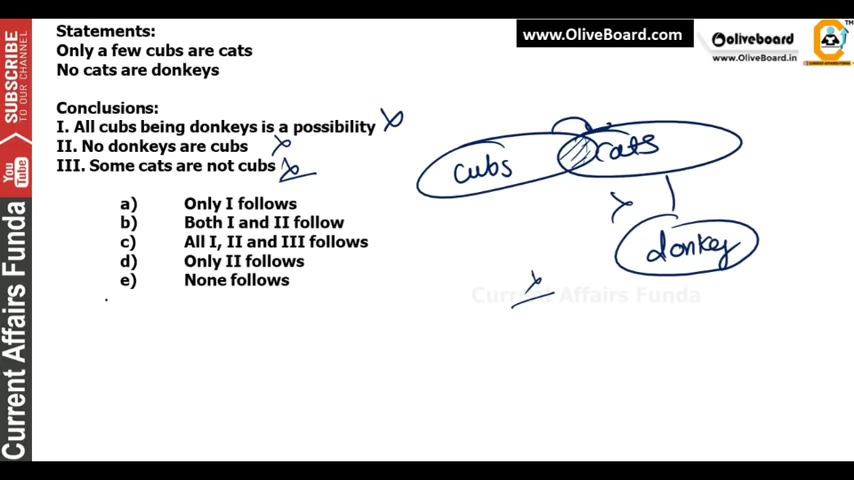 Statements:
Only a few cubs are cats
No cats are donkeys
Conclusions:
I. All cubs being donkeys is a possibility
II. No donkeys are cubs
III. Some cats are not cubs
a) Only I follows
b) Both I and II follow
c) All I, II and III follows
d) Only II follows
e) None follows
www.OliveBoard.com
oliveboard
www.OliveBoard.in
cubs
cats
donkey
Current Affairs Funda
SUBSCRIBE
TO OUR CHANNEL
You Tube
Current Affairs Funda
TM